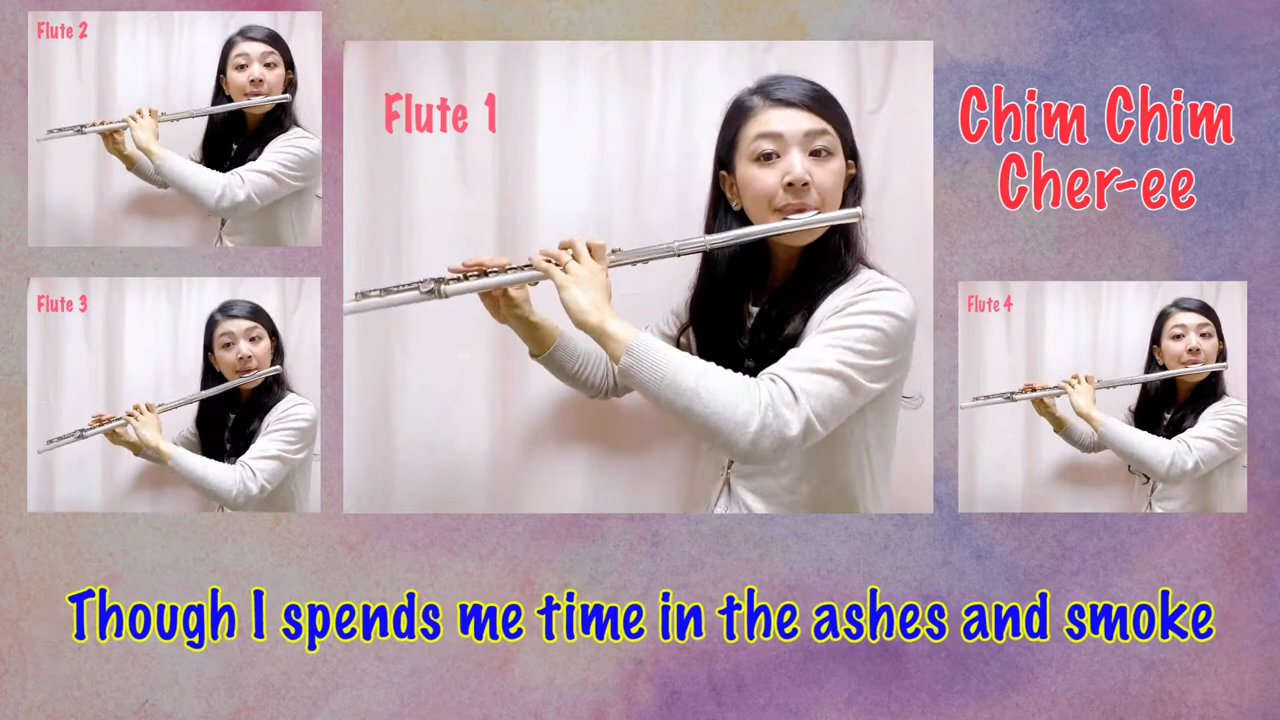 Flute 2
Flute 1
Chim Chim
Cher-ee
Flute 3
Flute 4
Though I spends me time in the ashes and smoke